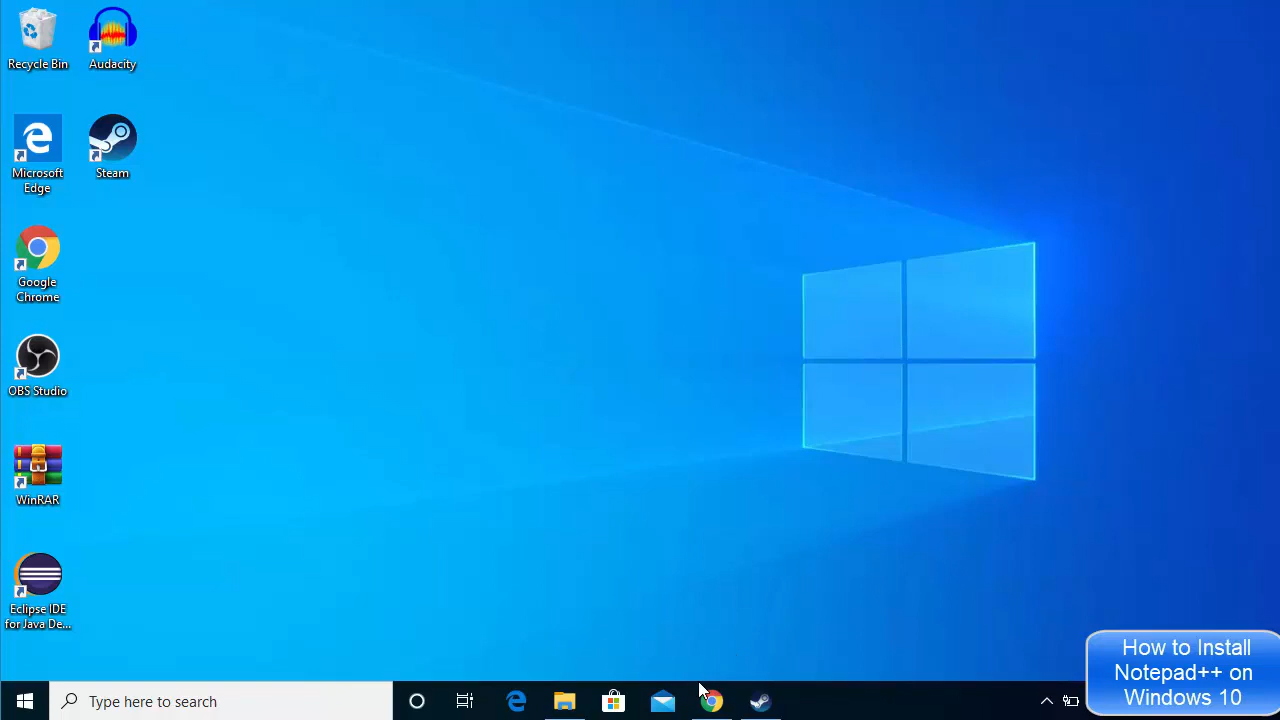 Recycle Bin
Audacity
Microsoft
Edge
Steam
Google
Chrome
OBS Studio
WinRAR
Eclipse IDE
for Java De...
Type here to search
How to Install
Notepad++ on
Windows 10